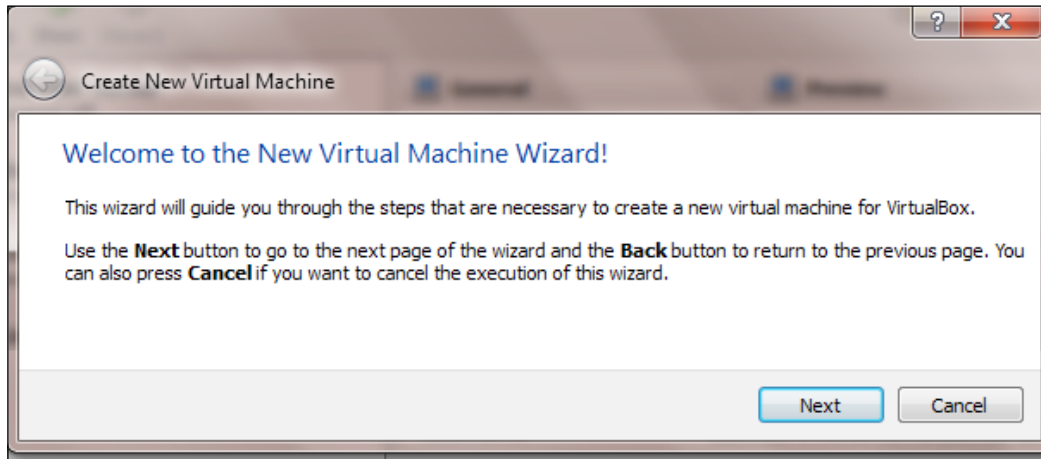 ?
X
Create New Virtual Machine
General
Preview
Welcome to the New Virtual Machine Wizard!
This wizard will guide you through the steps that are necessary to create a new virtual machine for VirtualBox.
Use the Next button to go to the next page of the wizard and the Back button to return to the previous page. You
can also press Cancel if you want to cancel the execution of this wizard.
Next
Cancel